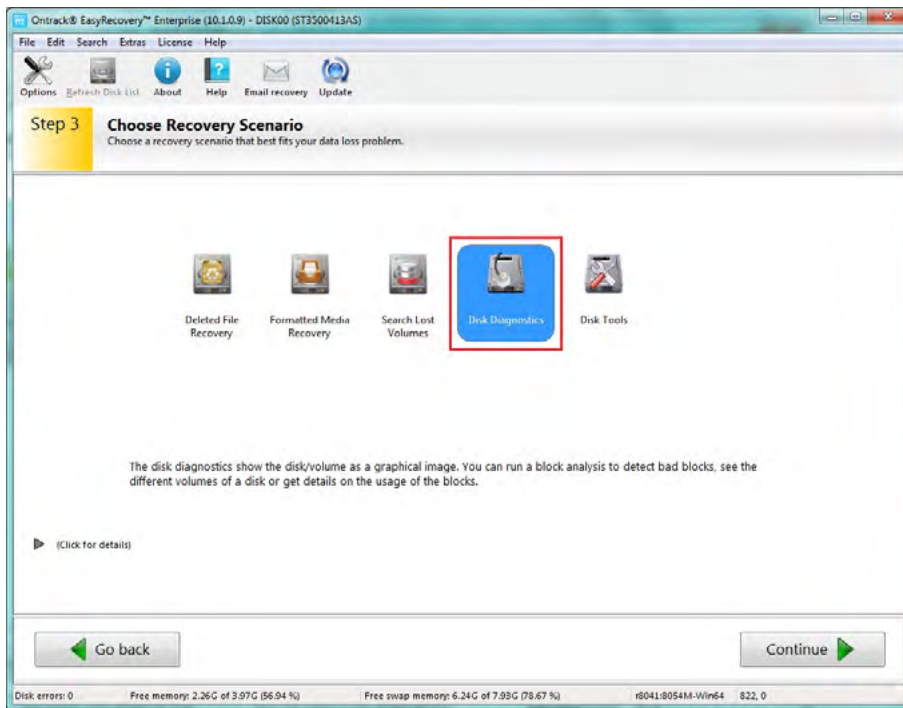 Ontrack® EasyRecovery™ Enterprise (10.1.0.9) - DISK00 (ST3500413AS)
File Edit Search Extras License Help
Options Refresh Disk List About Help Email recovery Update
Step 3
Choose Recovery Scenario
Choose a recovery scenario that best fits your data loss problem.
Deleted File Recovery
Formatted Media Recovery
Search Lost Volumes
Disk Diagnostics
Disk Tools
The disk diagnostics show the disk/volume as a graphical image. You can run a block analysis to detect bad blocks, see the
different volumes of a disk or get details on the usage of the blocks.
(Click for details)
Go back
Continue
Disk errors: 0 Free memory: 2.26G of 3.97G (56.94 %) Free swap memory: 6.24G of 7.93G (78.67 %) r8041:8054M-Win64 822, 0